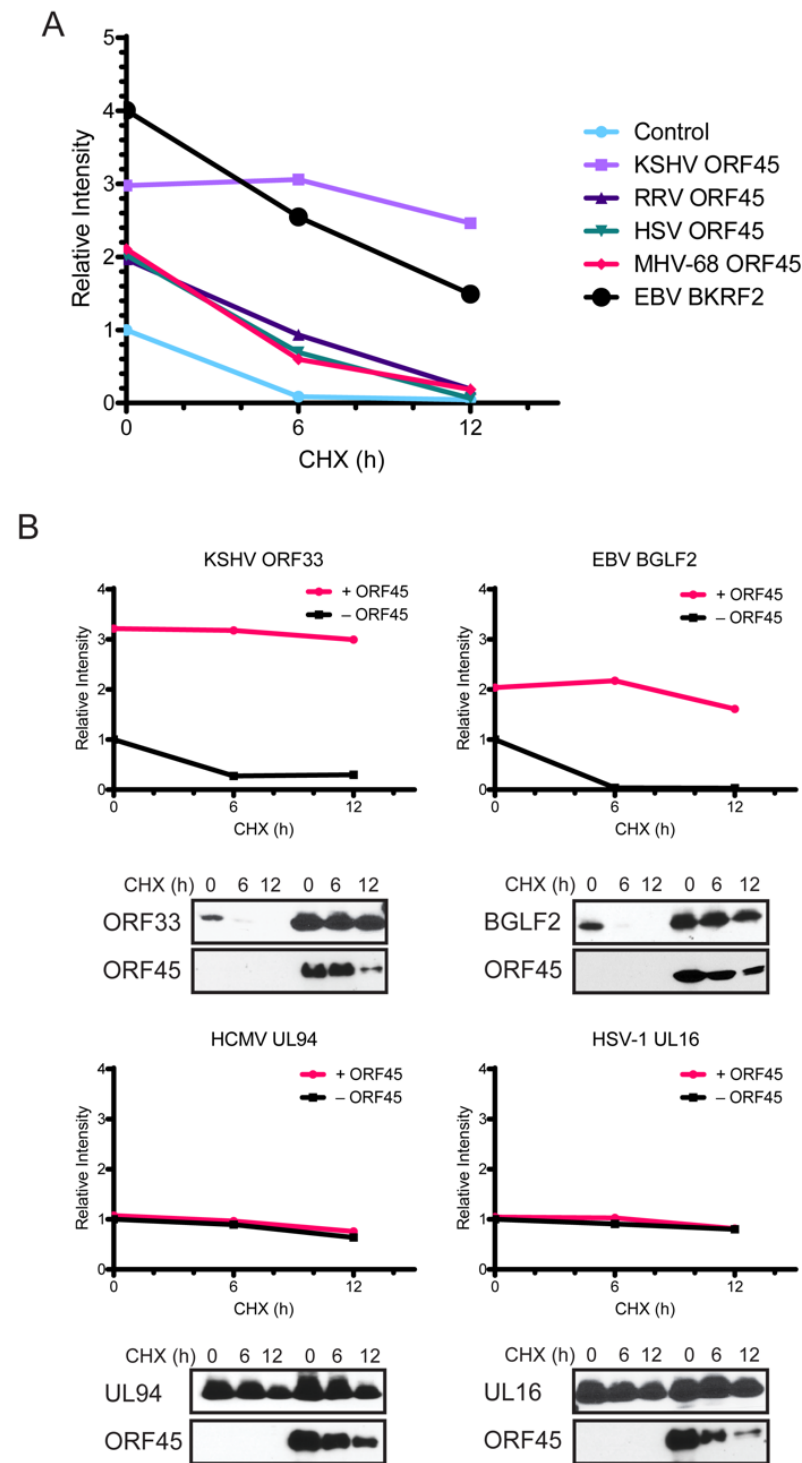 A
5
4
3
2
1
0
Relative Intensity
0 6 12
CHX (h)
Control
KSHV ORF45
RRV ORF45
HSV ORF45
MHV-68 ORF45
EBV BKRF2
B
KSHV ORF33
+ ORF45
– ORF45
4
3
2
1
0
Relative Intensity
0 6 12
CHX (h)
CHX (h) 0 6 12 0 6 12
ORF33
ORF45
EBV BGLF2
+ ORF45
– ORF45
4
3
2
1
0
Relative Intensity
0 6 12
CHX (h)
CHX (h) 0 6 12 0 6 12
BGLF2
ORF45
HCMV UL94
+ ORF45
– ORF45
4
3
2
1
0
Relative Intensity
0 6 12
CHX (h)
CHX (h) 0 6 12 0 6 12
UL94
ORF45
HSV-1 UL16
+ ORF45
– ORF45
4
3
2
1
0
Relative Intensity
0 6 12
CHX (h)
CHX (h) 0 6 12 0 6 12
UL16
ORF45